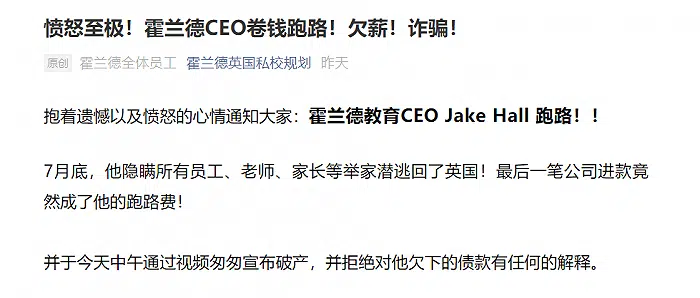 愤怒至极！霍兰德CEO卷钱跑路！欠薪！诈骗！
原创 霍兰德全体员工 霍兰德英国私校规划 昨天
抱着遗憾以及愤怒的心情通知大家：霍兰德教育CEO Jake Hall 跑路！！
7月底，他隐瞒所有员工、老师、家长等举家潜逃回了英国！最后一笔公司进款竟
然成了他的跑路费！
并于今天中午通过视频匆匆宣布破产，并拒绝对他欠下的债款有任何的解释。